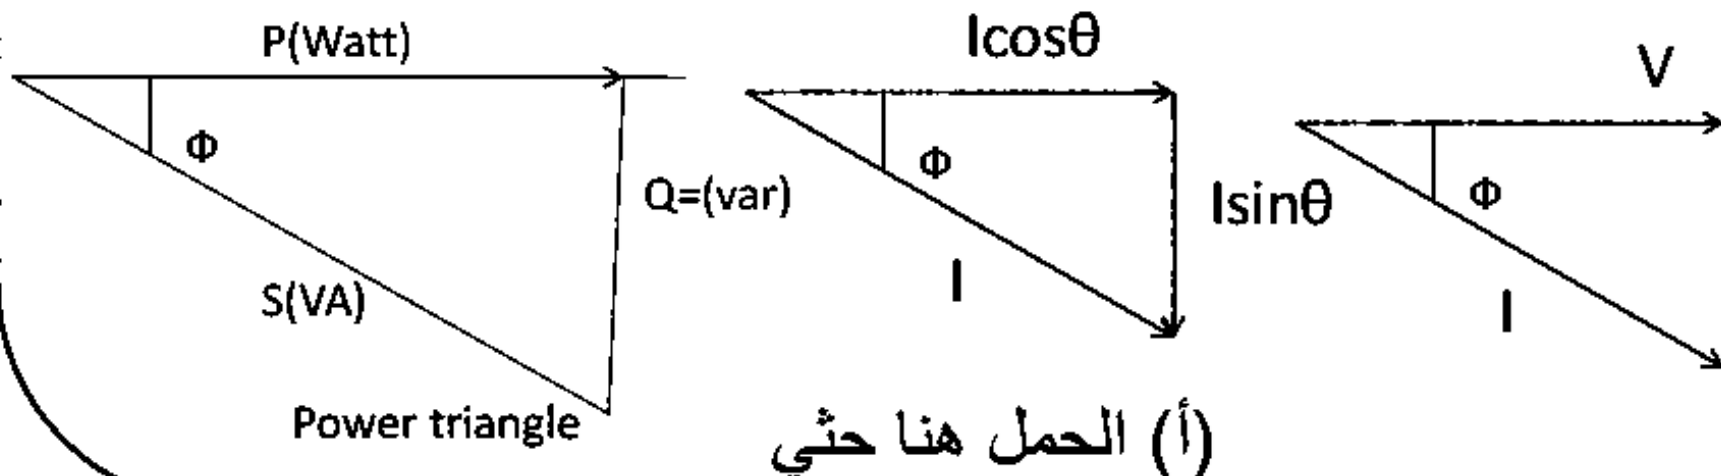 P(Watt)
Φ
Q=(var)
S(VA)
Power triangle
Icosθ
Φ
Isinθ
I
V
Φ
I
(أ) الحمل هنا حثي